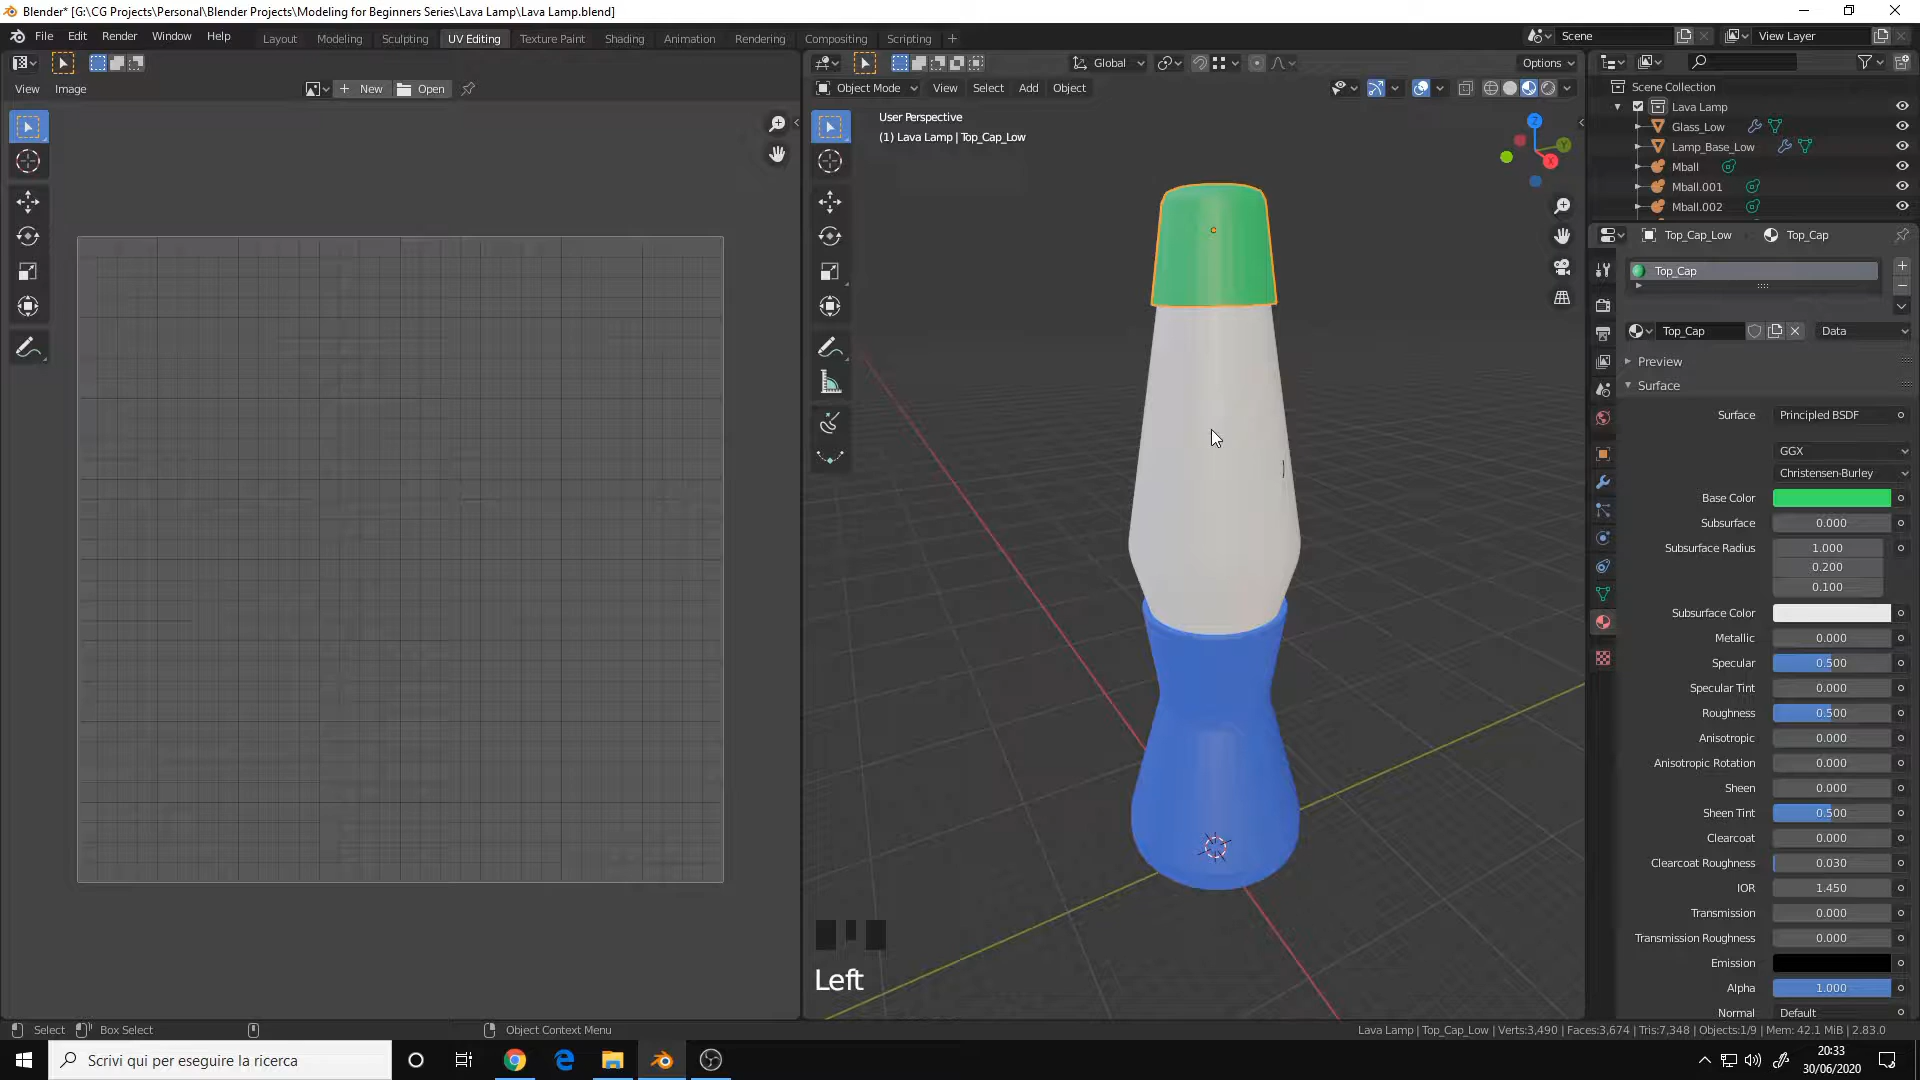 Blender* [G:\CG Projects\Personal\Blender Projects\Modeling for Beginners Series\Lava Lamp\Lava Lamp.blend]
File Edit Render Window Help Layout Modeling Sculpting UV Editing Texture Paint Shading Animation Rendering Compositing Scripting + Scene View Layer
Global Options
View Image + New Open Object Mode View Select Add Object
Scene Collection
Lava Lamp
Glass_Low
Lamp_Base_Low
Mball
Mball.001
Mball.002
User Perspective
(1) Lava Lamp | Top_Cap_Low
Top_Cap_Low Top_Cap
Top_Cap
Top_Cap Data
Preview
Surface
Surface Principled BSDF
GGX
Christensen-Burley
Base Color
Subsurface 0.000
Subsurface Radius 1.000
0.200
0.100
Subsurface Color
Metallic 0.000
Specular 0.500
Specular Tint 0.000
Roughness 0.500
Anisotropic 0.000
Anisotropic Rotation 0.000
Sheen 0.000
Sheen Tint 0.500
Clearcoat 0.000
Clearcoat Roughness 0.030
IOR 1.450
Transmission 0.000
Transmission Roughness 0.000
Emission
Alpha 1.000
Normal Default
Z
Y
X
Left
Select Box Select Object Context Menu Lava Lamp | Top_Cap_Low | Verts:3,490 | Faces:3,674 | Tris:7,348 | Objects:1/9 | Mem: 42.1 MiB | 2.83.0
Scrivi qui per eseguire la ricerca
20:33
30/06/2020